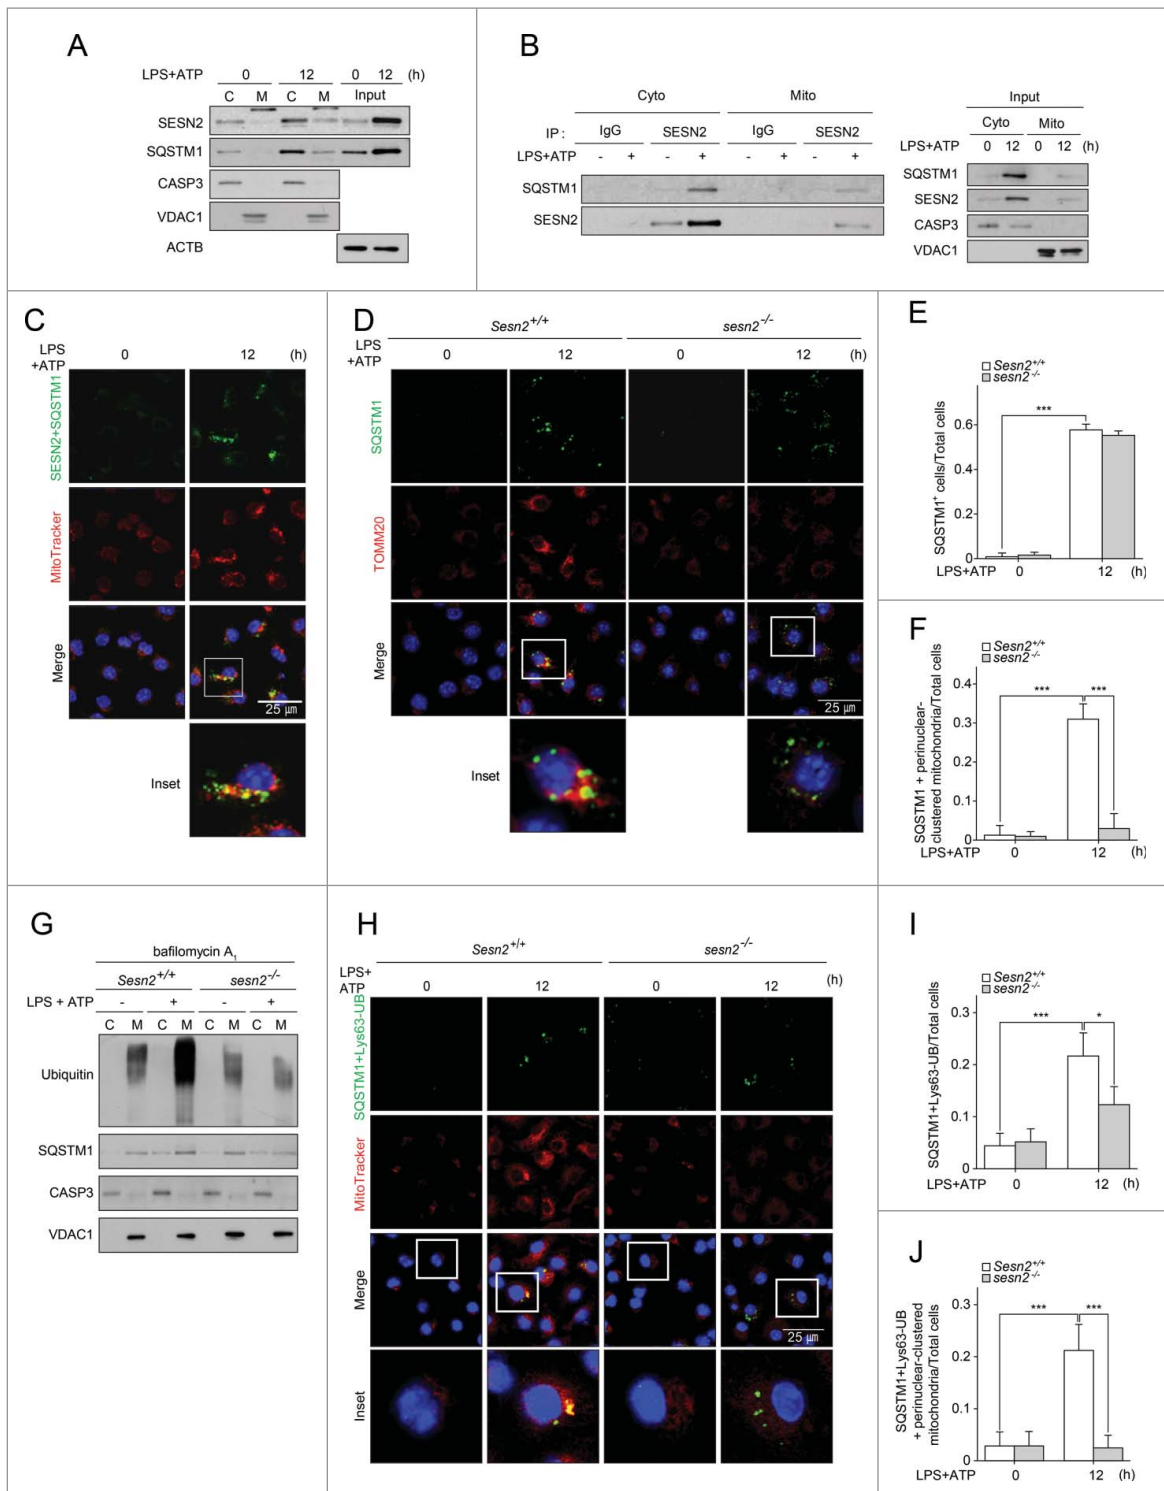 A
LPS+ATP 0 12 0 12 (h)
C M C M Input
SESN2
SQSTM1
CASP3
VDAC1
ACTB
B
Cyto Mito
IP : IgG SESN2 IgG SESN2
LPS+ATP - + - + - + - +
SQSTM1
SESN2
Input
Cyto Mito
LPS+ATP 0 12 0 12 (h)
SQSTM1
SESN2
CASP3
VDAC1
C
LPS
+ATP 0 12 (h)
SESN2+SQSTM1
MitoTracker
Merge
25 µm
Inset
D
Sesn2+/+ sesn2-/-
LPS
+ATP 0 12 0 12 (h)
SQSTM1
TOMM20
Merge
25 µm
Inset
E
Sesn2+/+
sesn2-/-
***
SQSTM1+ cells/Total cells
0.6
0.4
0.2
0
LPS+ATP 0 12 (h)
F
Sesn2+/+
sesn2-/-
*** ***
SQSTM1 + perinuclear-
clustered mitochondria/Total cells
0.3
0.2
0.1
0
LPS+ATP 0 12 (h)
G
bafilomycin A1
Sesn2+/+ sesn2-/-
LPS + ATP - + - +
C M C M C M C M
Ubiquitin
SQSTM1
CASP3
VDAC1
H
Sesn2+/+ sesn2-/-
LPS+
ATP 0 12 0 12 (h)
SQSTM1+Lys63-UB
MitoTracker
Merge
25 µm
Inset
I
Sesn2+/+
sesn2-/-
*** *
SQSTM1+Lys63-UB/Total cells
0.3
0.2
0.1
0
LPS+ATP 0 12 (h)
J
Sesn2+/+
sesn2-/-
*** ***
SQSTM1+Lys63-UB
+ perinuclear-clustered
mitochondria/Total cells
0.3
0.2
0.1
0
LPS+ATP 0 12 (h)